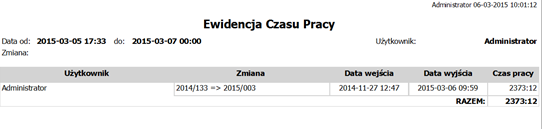 Administrator 06-03-2015 10:01:12
Ewidencja Czasu Pracy
Data od: 2015-03-05 17:33 do: 2015-03-07 00:00 Użytkownik: Administrator
Zmiana:
Użytkownik Zmiana Data wejścia Data wyjścia Czas pracy
Administrator 2014/133 => 2015/003 2014-11-27 12:47 2015-03-06 09:59 2373:12
RAZEM: 2373:12